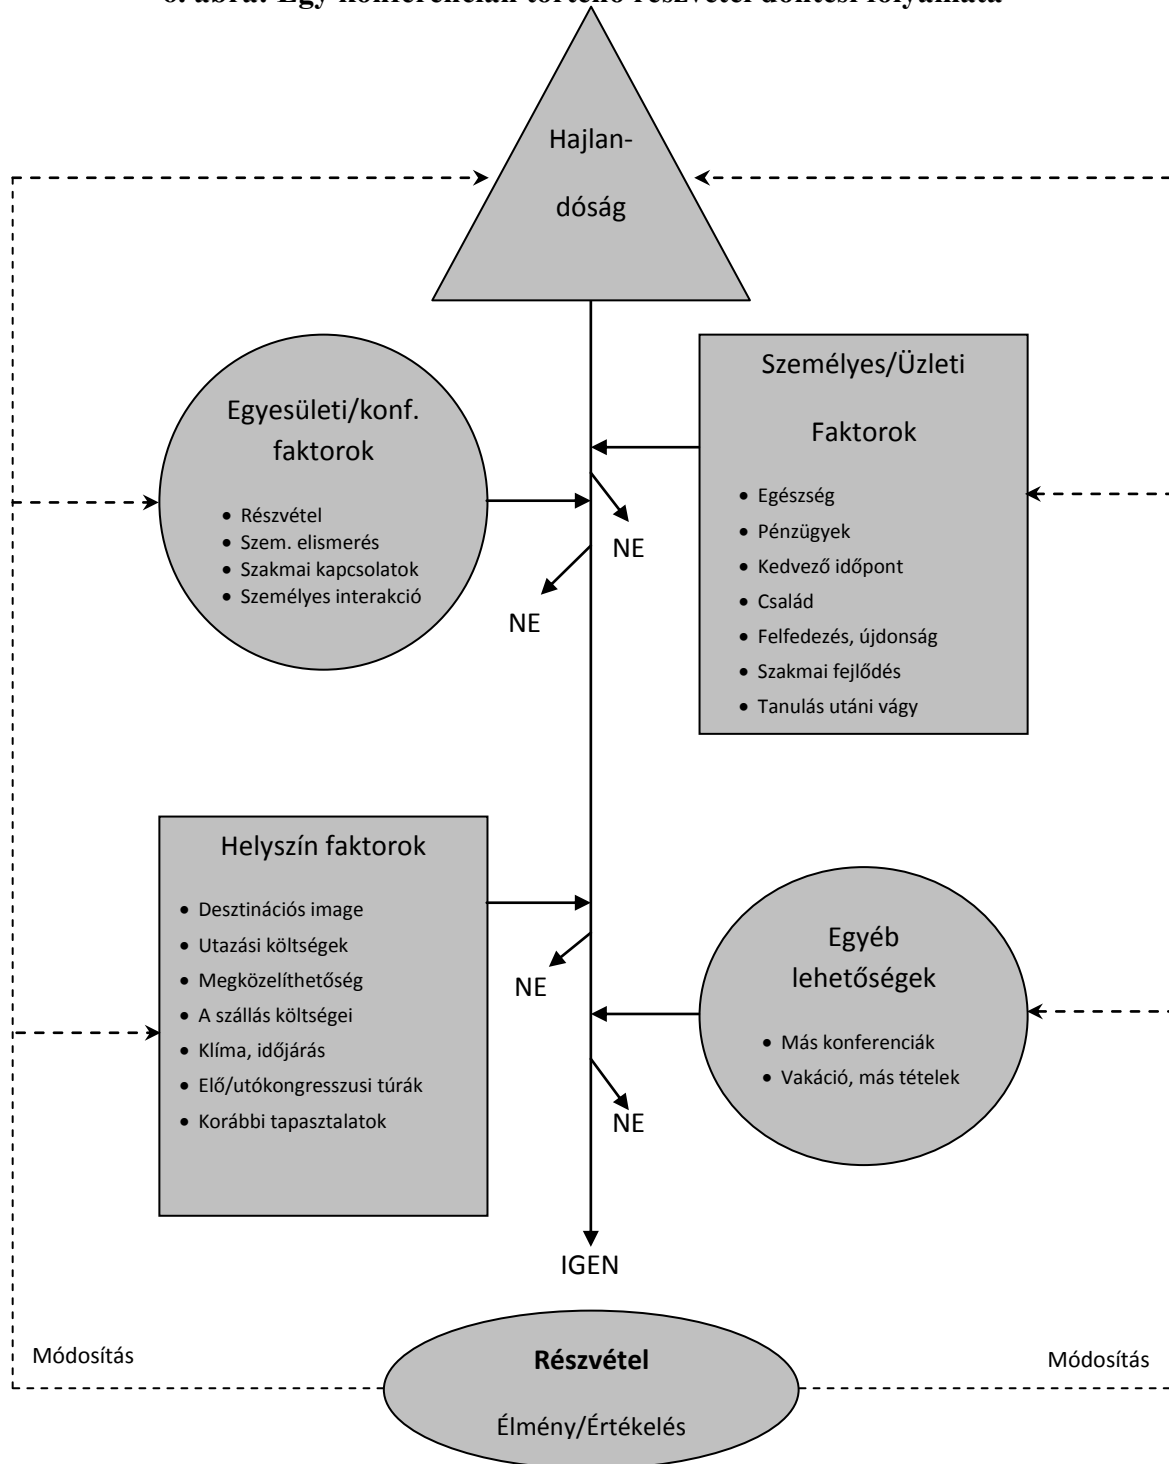 6. ábra: Egy konferencián történő részvétel döntési folyamata
Hajlan-
dóság
Egyesületi/konf.
faktorok
• Részvétel
• Szem. elismerés
• Szakmai kapcsolatok
• Személyes interakció
Személyes/Üzleti
Faktorok
• Egészség
• Pénzügyek
• Kedvező időpont
• Család
• Felfedezés, újdonság
• Szakmai fejlődés
• Tanulás utáni vágy
NE
NE
Helyszín faktorok
• Desztinációs image
• Utazási költségek
• Megközelíthetőség
• A szállás költségei
• Klíma, időjárás
• Elő/utókongresszusi túrák
• Korábbi tapasztalatok
Egyéb
lehetőségek
• Más konferenciák
• Vakáció, más tételek
NE
NE
IGEN
Módosítás
Részvétel
Élmény/Értékelés
Módosítás